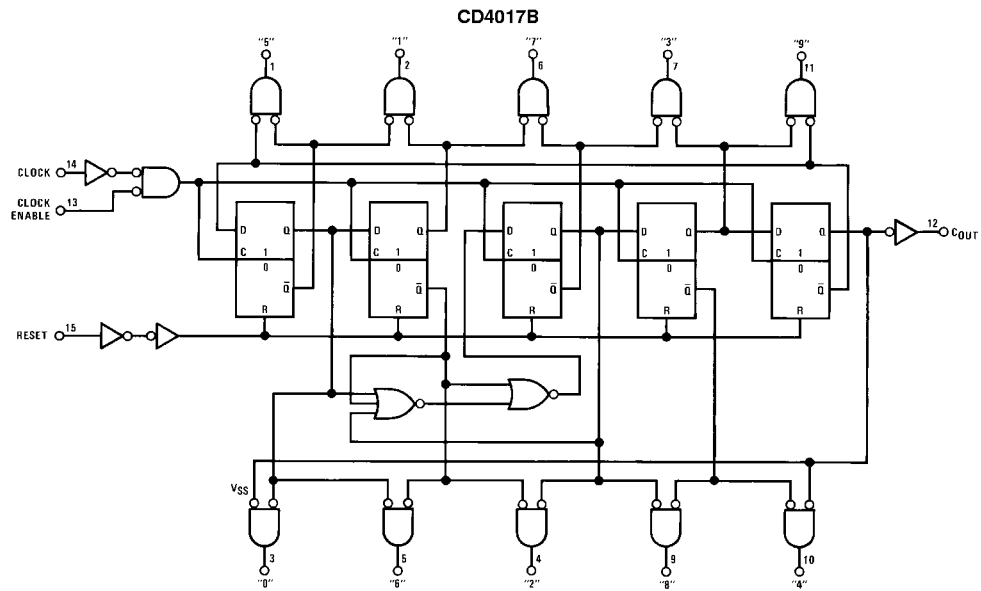 CD4017B
"5" "1" "7" "3" "9"
1 2 6 7 11
CLOCK 14
CLOCK ENABLE 13
D Q D Q D Q D Q D Q 12 COUT
C 1 C 1 C 1 C 1 C 1
0 0 0 0 0
Q̅ Q̅ Q̅ Q̅ Q̅
R R R R R
RESET 15
VSS
3 5 4 9 10
"0" "6" "2" "8" "4"